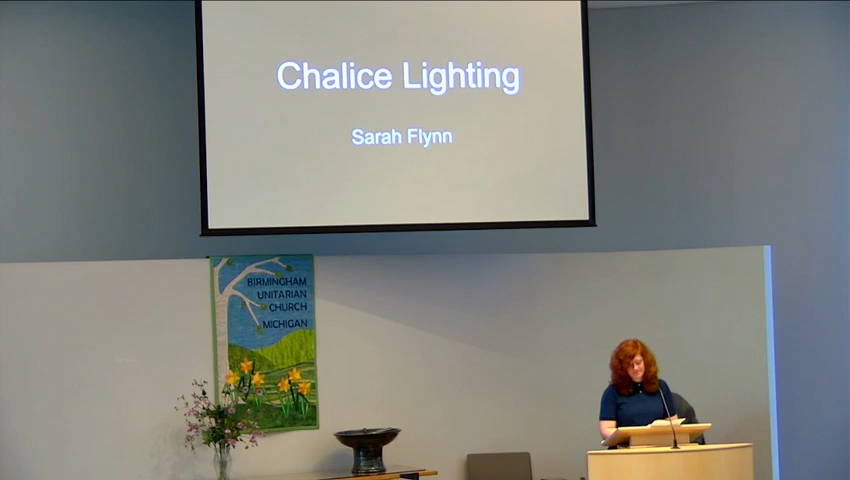 Chalice Lighting
Sarah Flynn
BIRMINGHAM
UNITARIAN
CHURCH
MICHIGAN